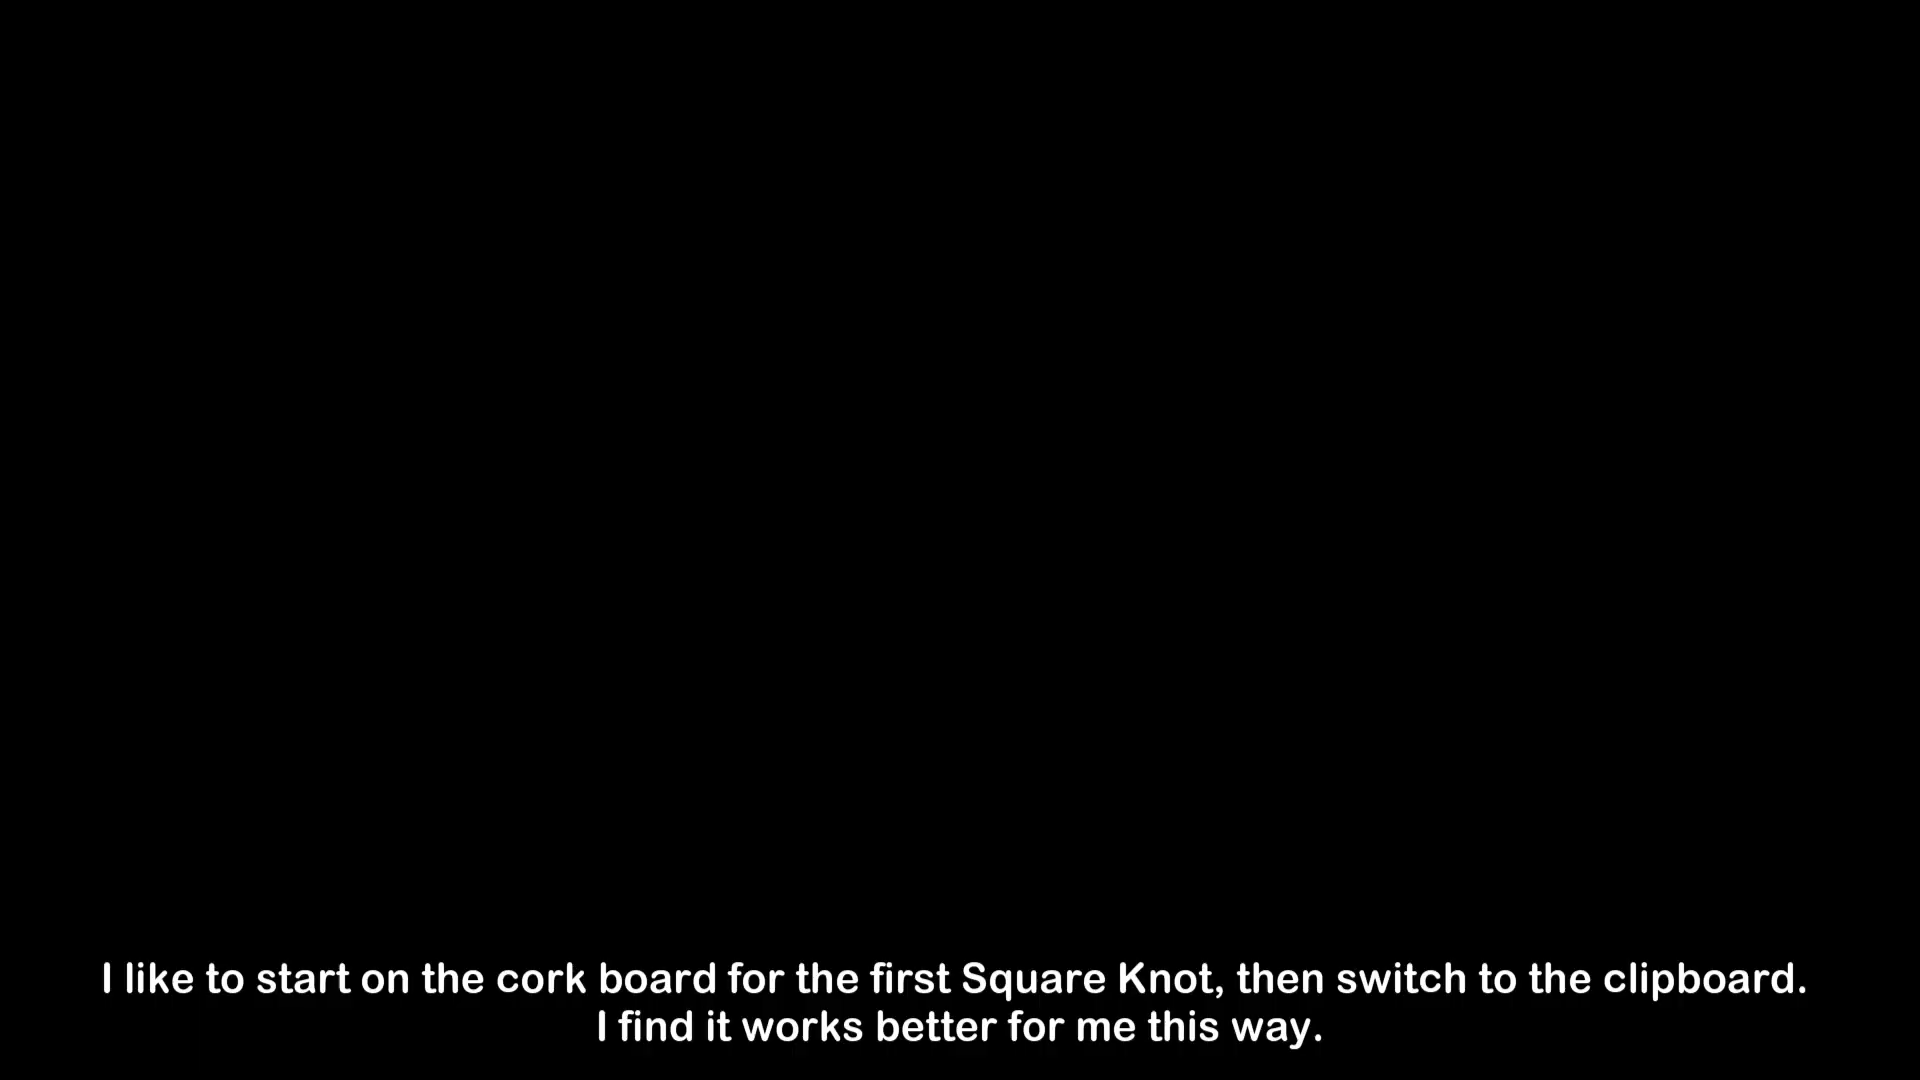 I like to start on the cork board for the first Square Knot, then switch to the clipboard.
I find it works better for me this way.